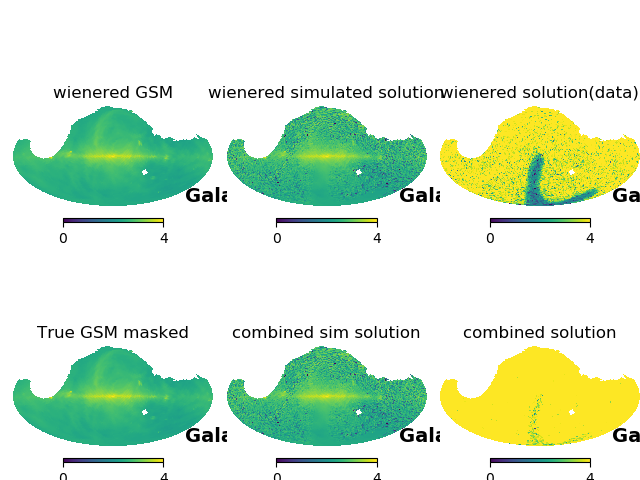 wienered GSM
wienered simulated solution
wienered solution(data)
Gala
Gala
Ga
0 4
0 4
0 4
True GSM masked
combined sim solution
combined solution
Gala
Gala
Ga
0 4
0 4
0 4